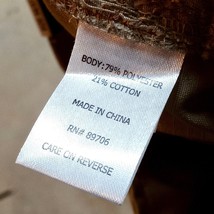 BODY: 79% POLYESTER
21% COTTON
MADE IN CHINA
RN# 89706
CARE ON REVERSE